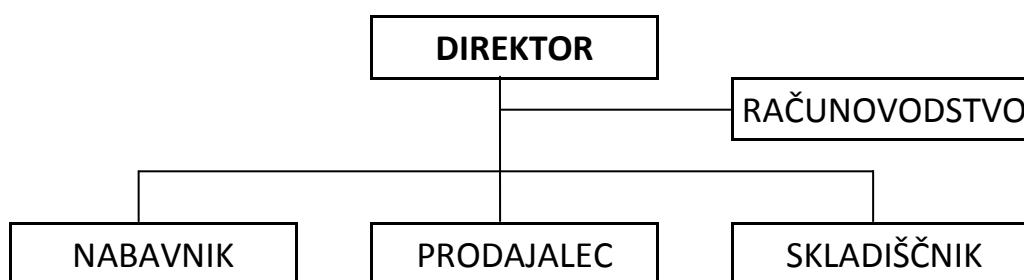 DIREKTOR
RAČUNOVODSTVO
NABAVNIK
PRODAJALEC
SKLADIŠČNIK